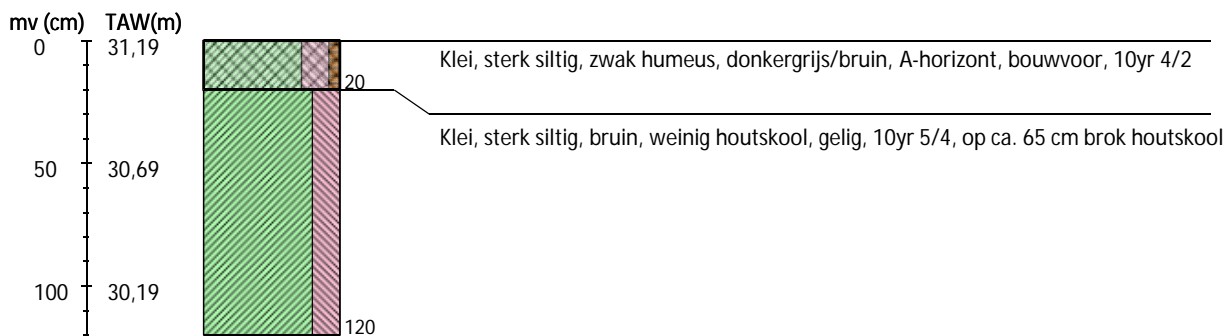 mv (cm) TAW(m)
0 31,19
Klei, sterk siltig, zwak humeus, donkergrijs/bruin, A-horizont, bouwvoor, 10yr 4/2
20
Klei, sterk siltig, bruin, weinig houtskool, gelig, 10yr 5/4, op ca. 65 cm brok houtskool
50 30,69
100 30,19
120